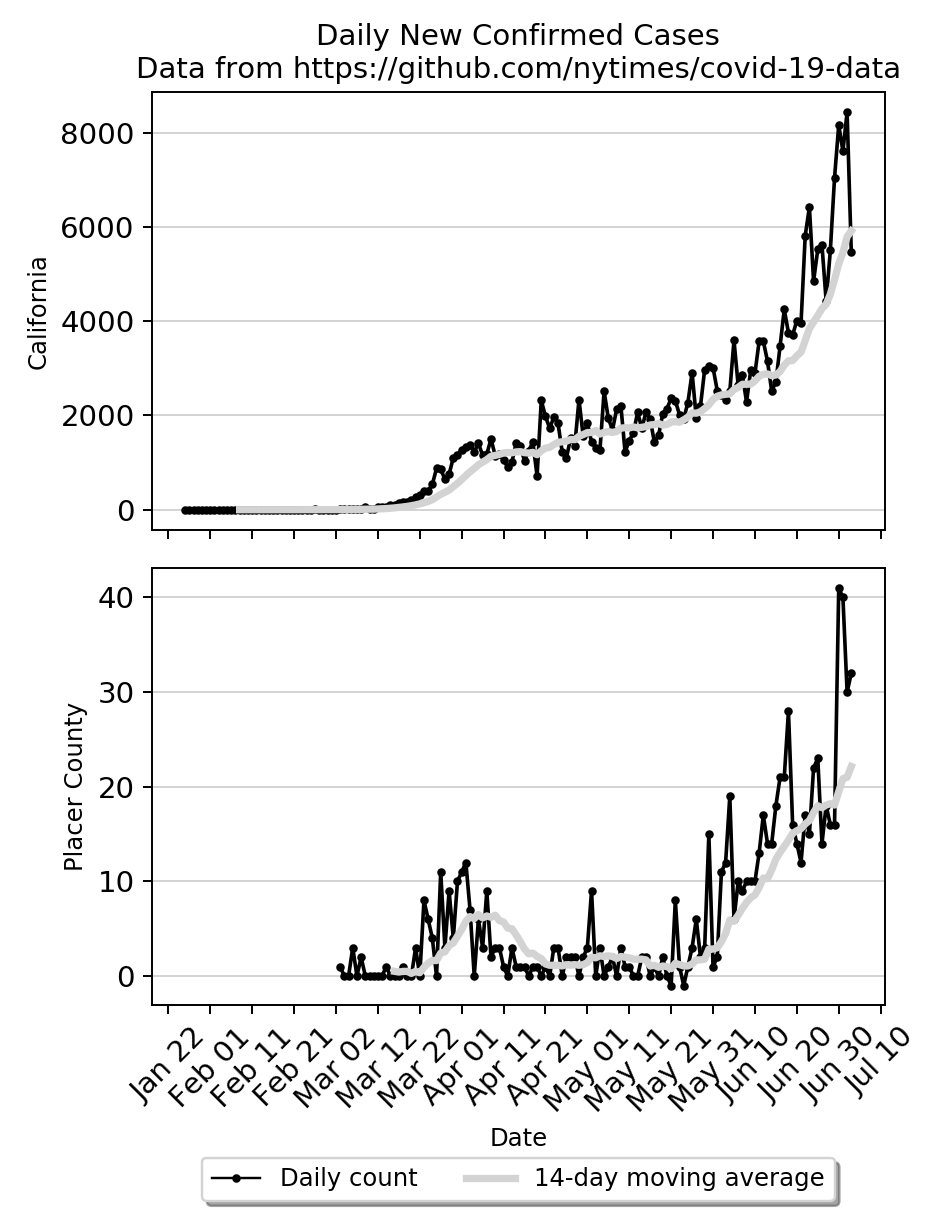 Daily New Confirmed Cases
Data from https://github.com/nytimes/covid-19-data
8000
6000
4000
2000
0
California
40
30
20
10
0
Placer County
Jan 22
Feb 01
Feb 11
Feb 21
Mar 02
Mar 12
Mar 22
Apr 01
Apr 11
Apr 21
May 01
May 11
May 21
May 31
Jun 10
Jun 20
Jun 30
Jul 10
Date
Daily count
14-day moving average